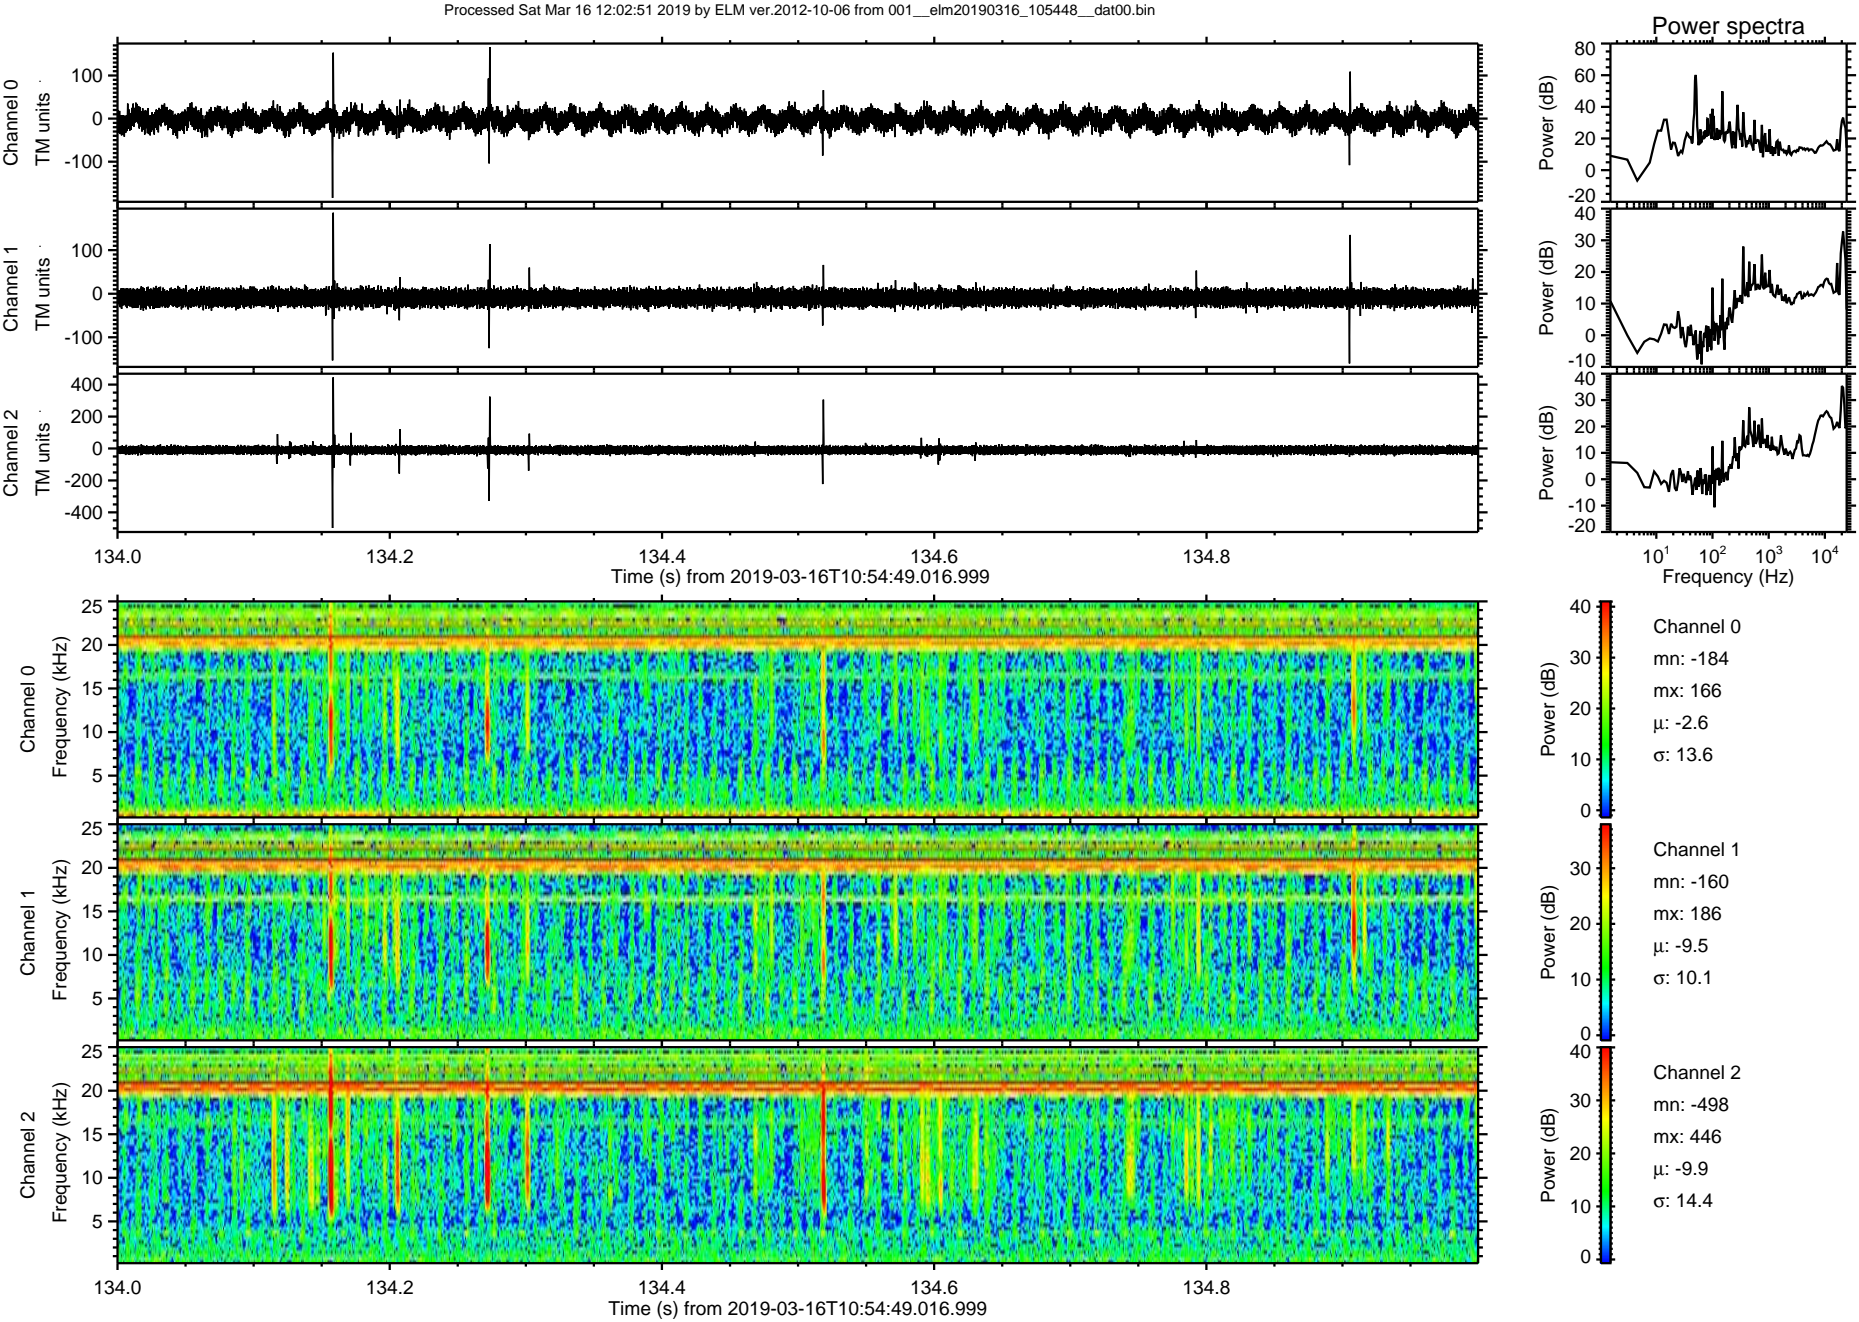 Processed Sat Mar 16 12:02:51 2019 by ELM ver.2012-10-06 from 001__elm20190316_105448__dat00.bin
Power spectra
Channel 0
TM units
100
0
-100
Power (dB)
80
60
40
20
0
-20
Channel 1
TM units
100
0
-100
Power (dB)
40
30
20
10
0
-10
Channel 2
TM units
400
200
0
-200
-400
Power (dB)
40
30
20
10
0
-10
-20
134.0 134.2 134.4 134.6 134.8
Time (s) from 2019-03-16T10:54:49.016.999
10^1 10^2 10^3 10^4
Frequency (Hz)
Channel 0
Frequency (kHz)
25
20
15
10
5
Power (dB)
40
30
20
10
0
Channel 0
mn: -184
mx: 166
μ: -2.6
σ: 13.6
Channel 1
Frequency (kHz)
25
20
15
10
5
Power (dB)
30
20
10
0
Channel 1
mn: -160
mx: 186
μ: -9.5
σ: 10.1
Channel 2
Frequency (kHz)
25
20
15
10
5
Power (dB)
40
30
20
10
0
Channel 2
mn: -498
mx: 446
μ: -9.9
σ: 14.4
134.0 134.2 134.4 134.6 134.8
Time (s) from 2019-03-16T10:54:49.016.999